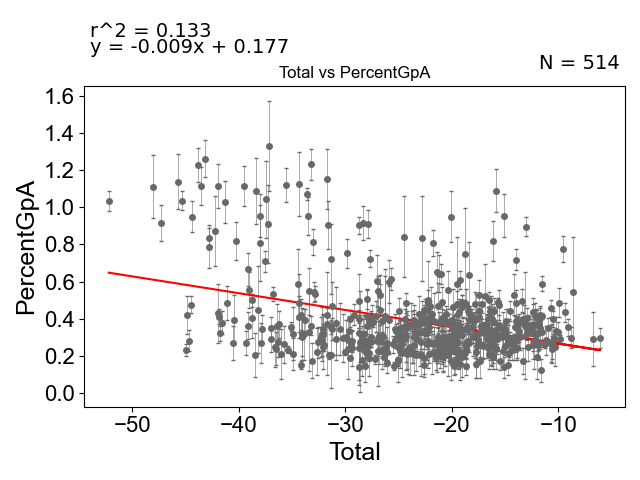 r^2 = 0.133
y = -0.009x + 0.177
N = 514
Total vs PercentGpA
PercentGpA
1.6
1.4
1.2
1.0
0.8
0.6
0.4
0.2
0.0
−50
−40
−30
−20
−10
Total